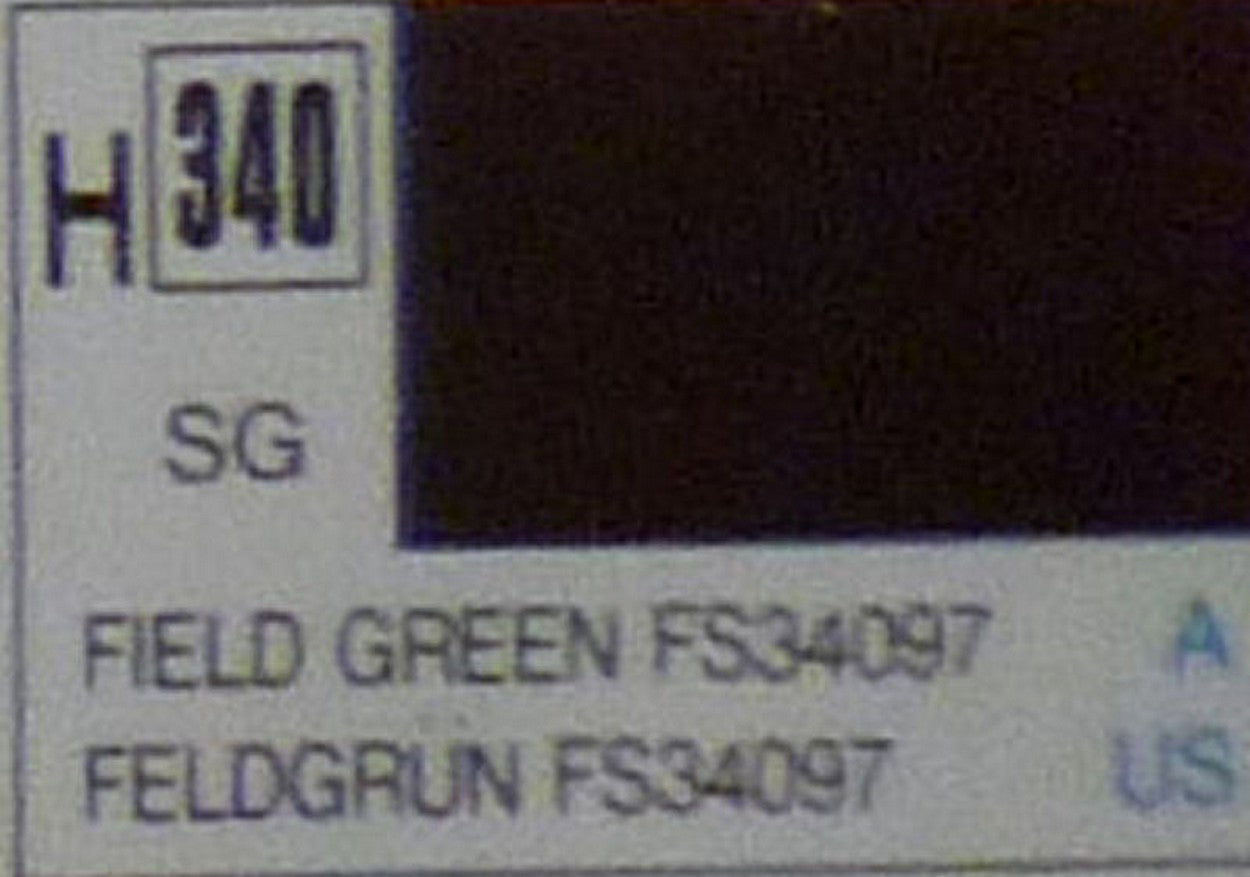 H 340
SG
FIELD GREEN FS34097 A
FELDGRUN FS34097 US